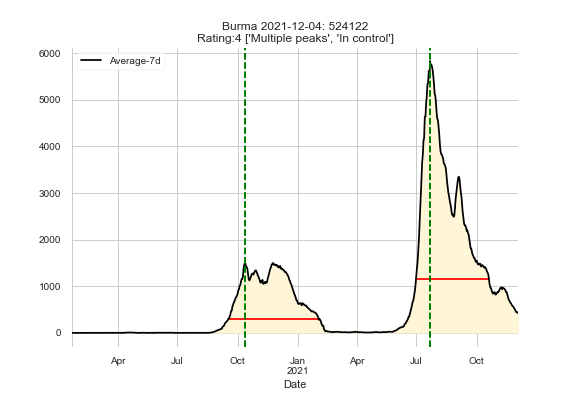 Burma 2021-12-04: 524122
Rating:4 ['Multiple peaks', 'In control']
Average-7d
6000
5000
4000
3000
2000
1000
0
Apr Jul Oct Jan Apr Jul Oct
2021
Date